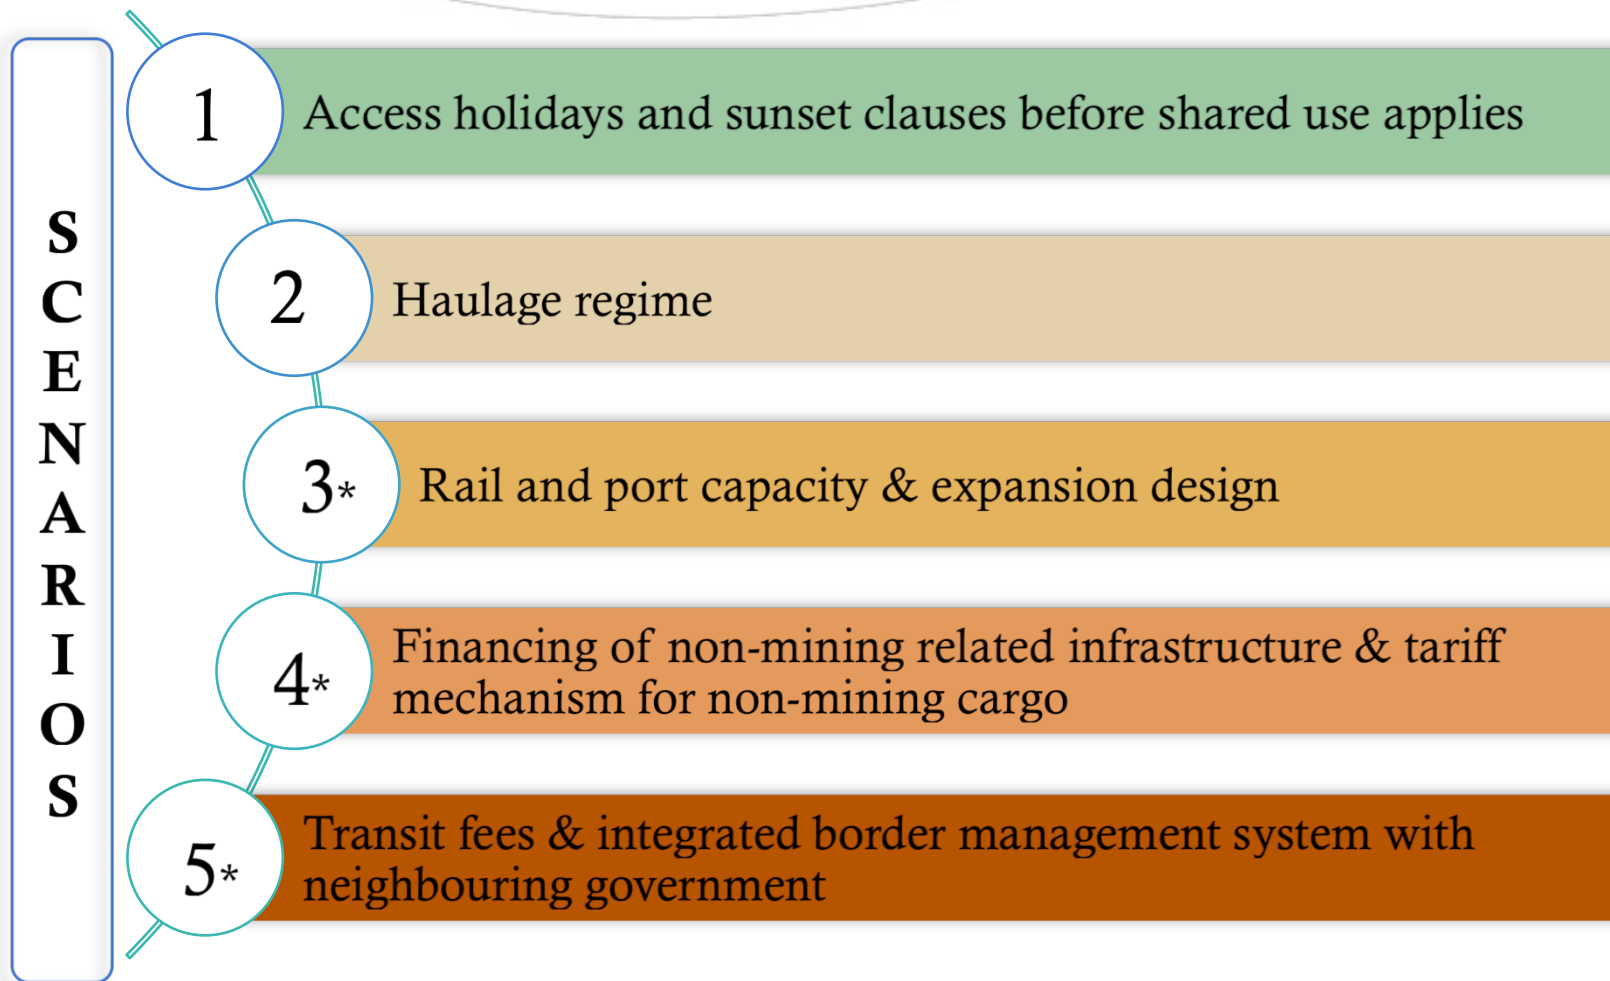 SCENARIOS
1
Access holidays and sunset clauses before shared use applies
2
Haulage regime
3*
Rail and port capacity & expansion design
4*
Financing of non-mining related infrastructure & tariff
mechanism for non-mining cargo
5*
Transit fees & integrated border management system with
neighbouring government